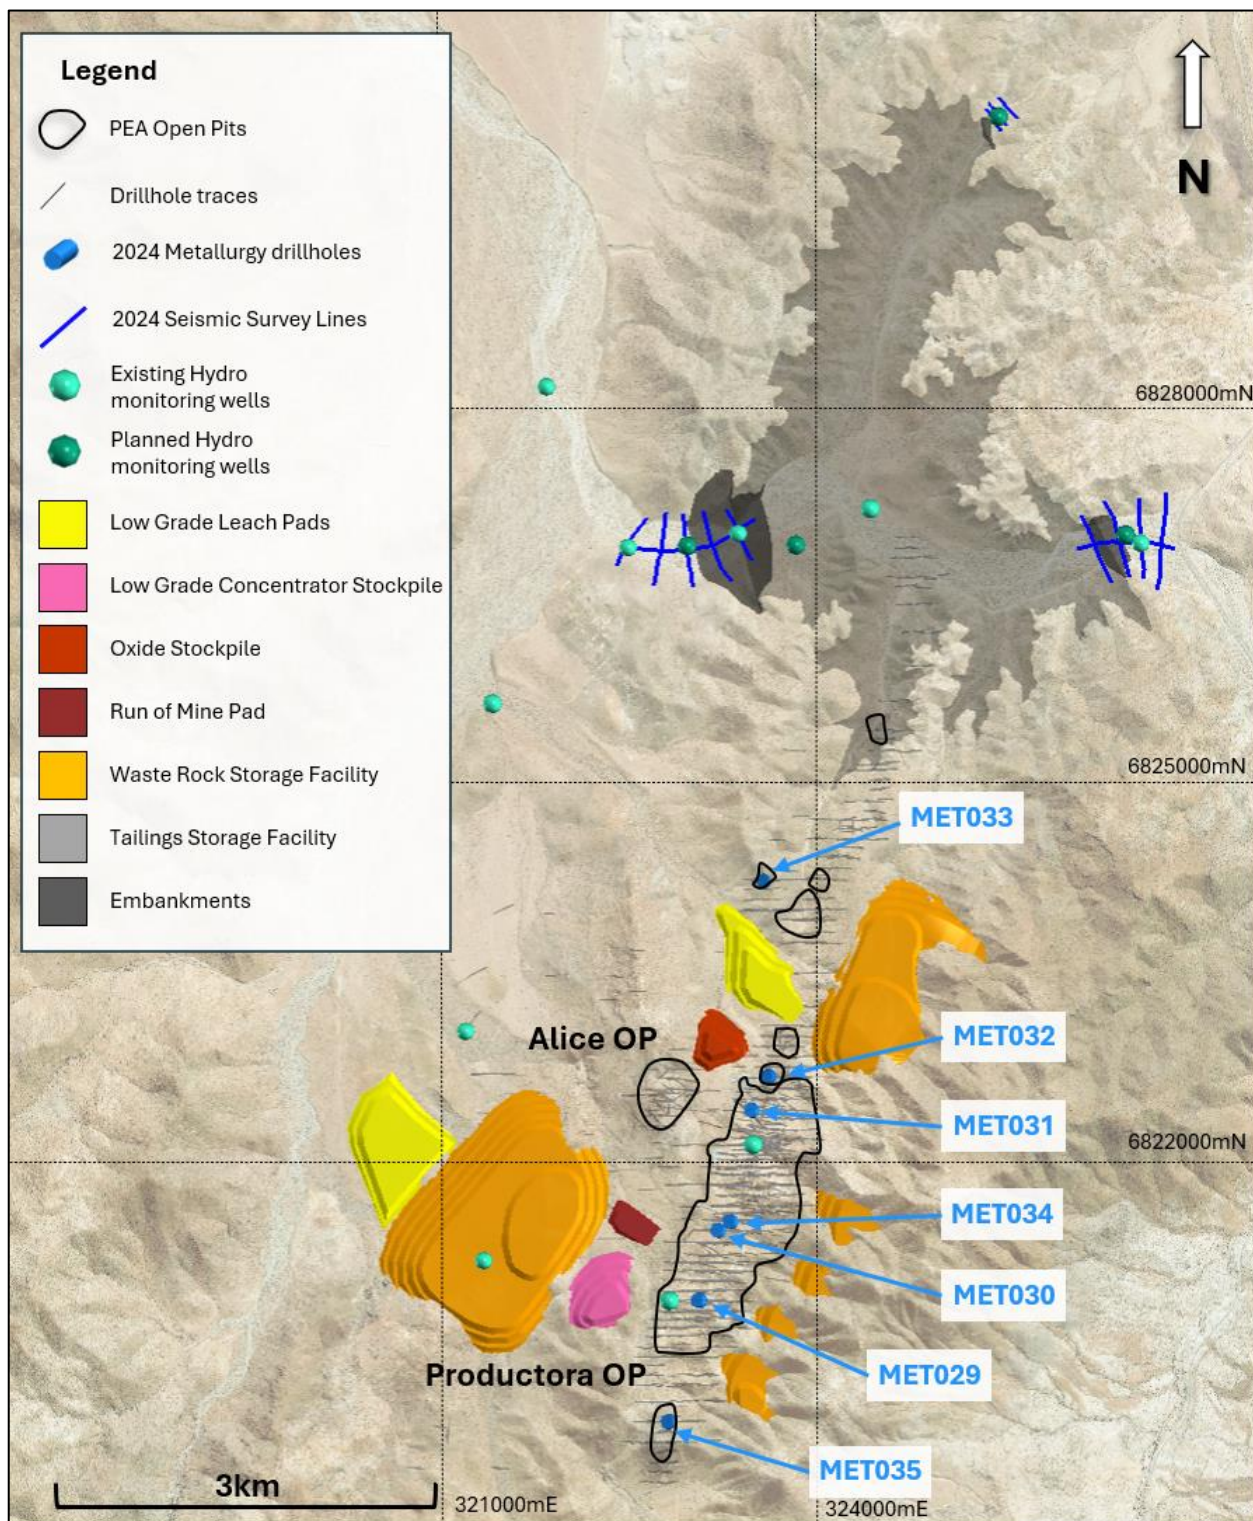 Legend
PEA Open Pits
Drillhole traces
2024 Metallurgy drillholes
2024 Seismic Survey Lines
Existing Hydro
monitoring wells
Planned Hydro
monitoring wells
Low Grade Leach Pads
Low Grade Concentrator Stockpile
Oxide Stockpile
Run of Mine Pad
Waste Rock Storage Facility
Tailings Storage Facility
Embankments
N
6828000mN
6825000mN
MET033
Alice OP
MET032
MET031
6822000mN
MET034
MET030
Productora OP
MET029
MET035
3km
321000mE
324000mE